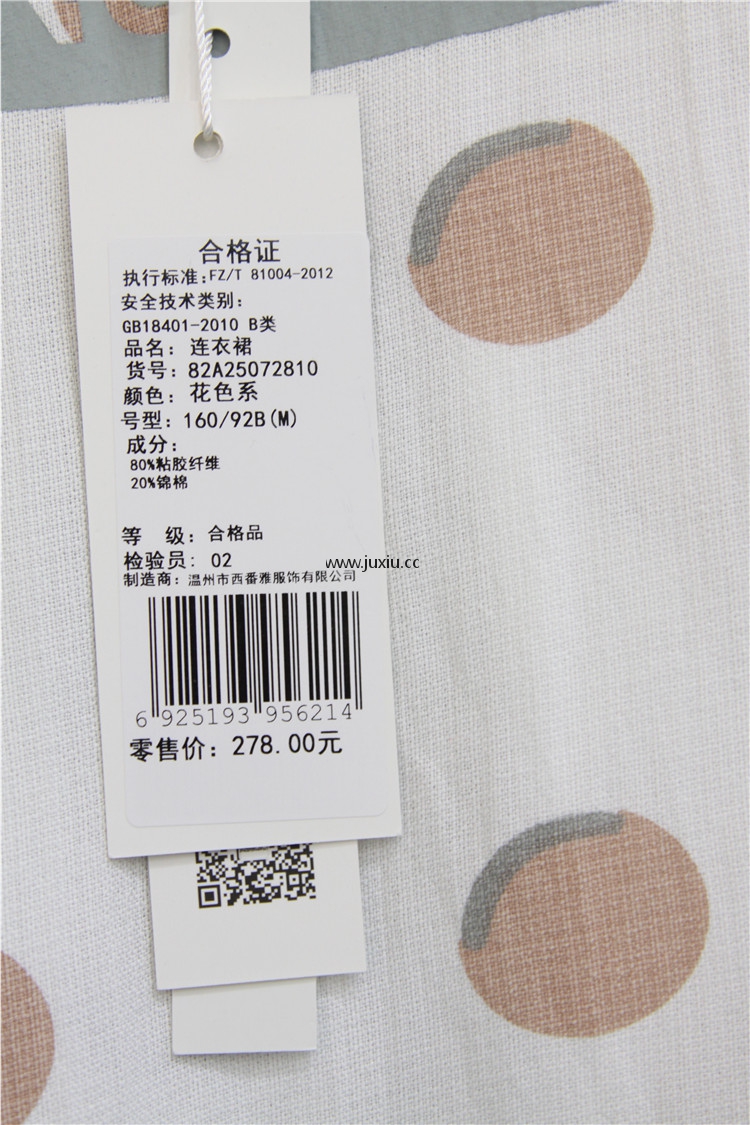 合格证
执行标准:FZ/T 81004-2012
安全技术类别:
GB18401-2010 B类
品名: 连衣裙
货号: 82A25072810
颜色: 花色系
号型: 160/92B(M)
成分:
80%粘胶纤维
20%锦棉
等 级: 合格品
检验员: 02
www.juxiu.cc
制造商: 温州市西番雅服饰有限公司
6 925193 956214
零售价: 278.00元